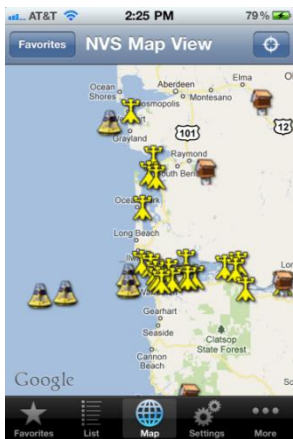 AT&T 2:25 PM 79%
Favorites NVS Map View
Ocean
Shores
Aberdeen
Elma
Cosmopolis
Montesano
Grayland
101
12
Raymond
South Bend
Ocean Park
Long Beach
Gearhart
Seaside
Clatsop
State Forest
Cannon
Beach
Google
Favorites List Map Settings More